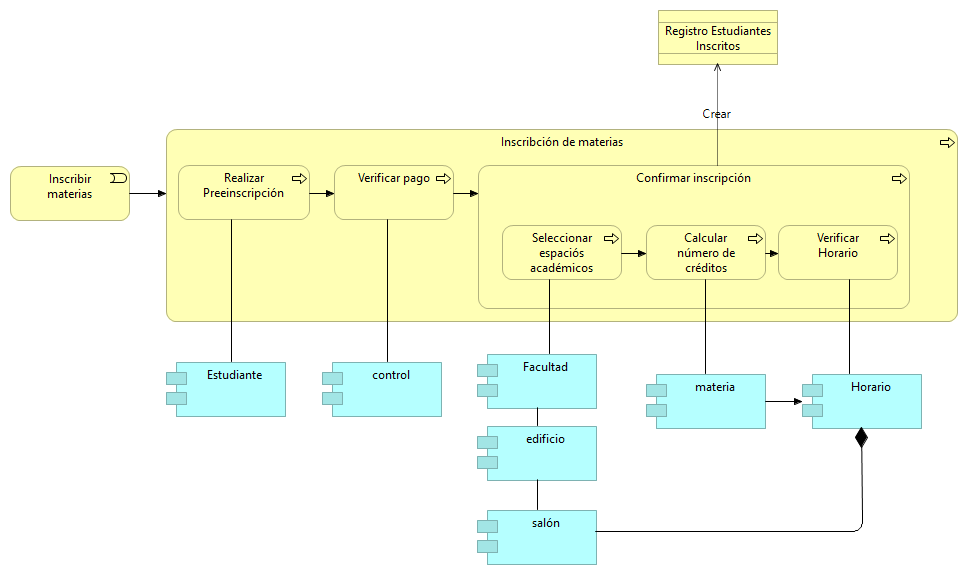 Registro Estudiantes
Inscritos
Crear
Inscribción de materias
Inscribir
materias
Realizar
Preeinscripción
Verificar pago
Confirmar inscripción
Seleccionar
espaciós
académicos
Calcular
número de
créditos
Verificar
Horario
Estudiante
control
Facultad
materia
Horario
edificio
salón